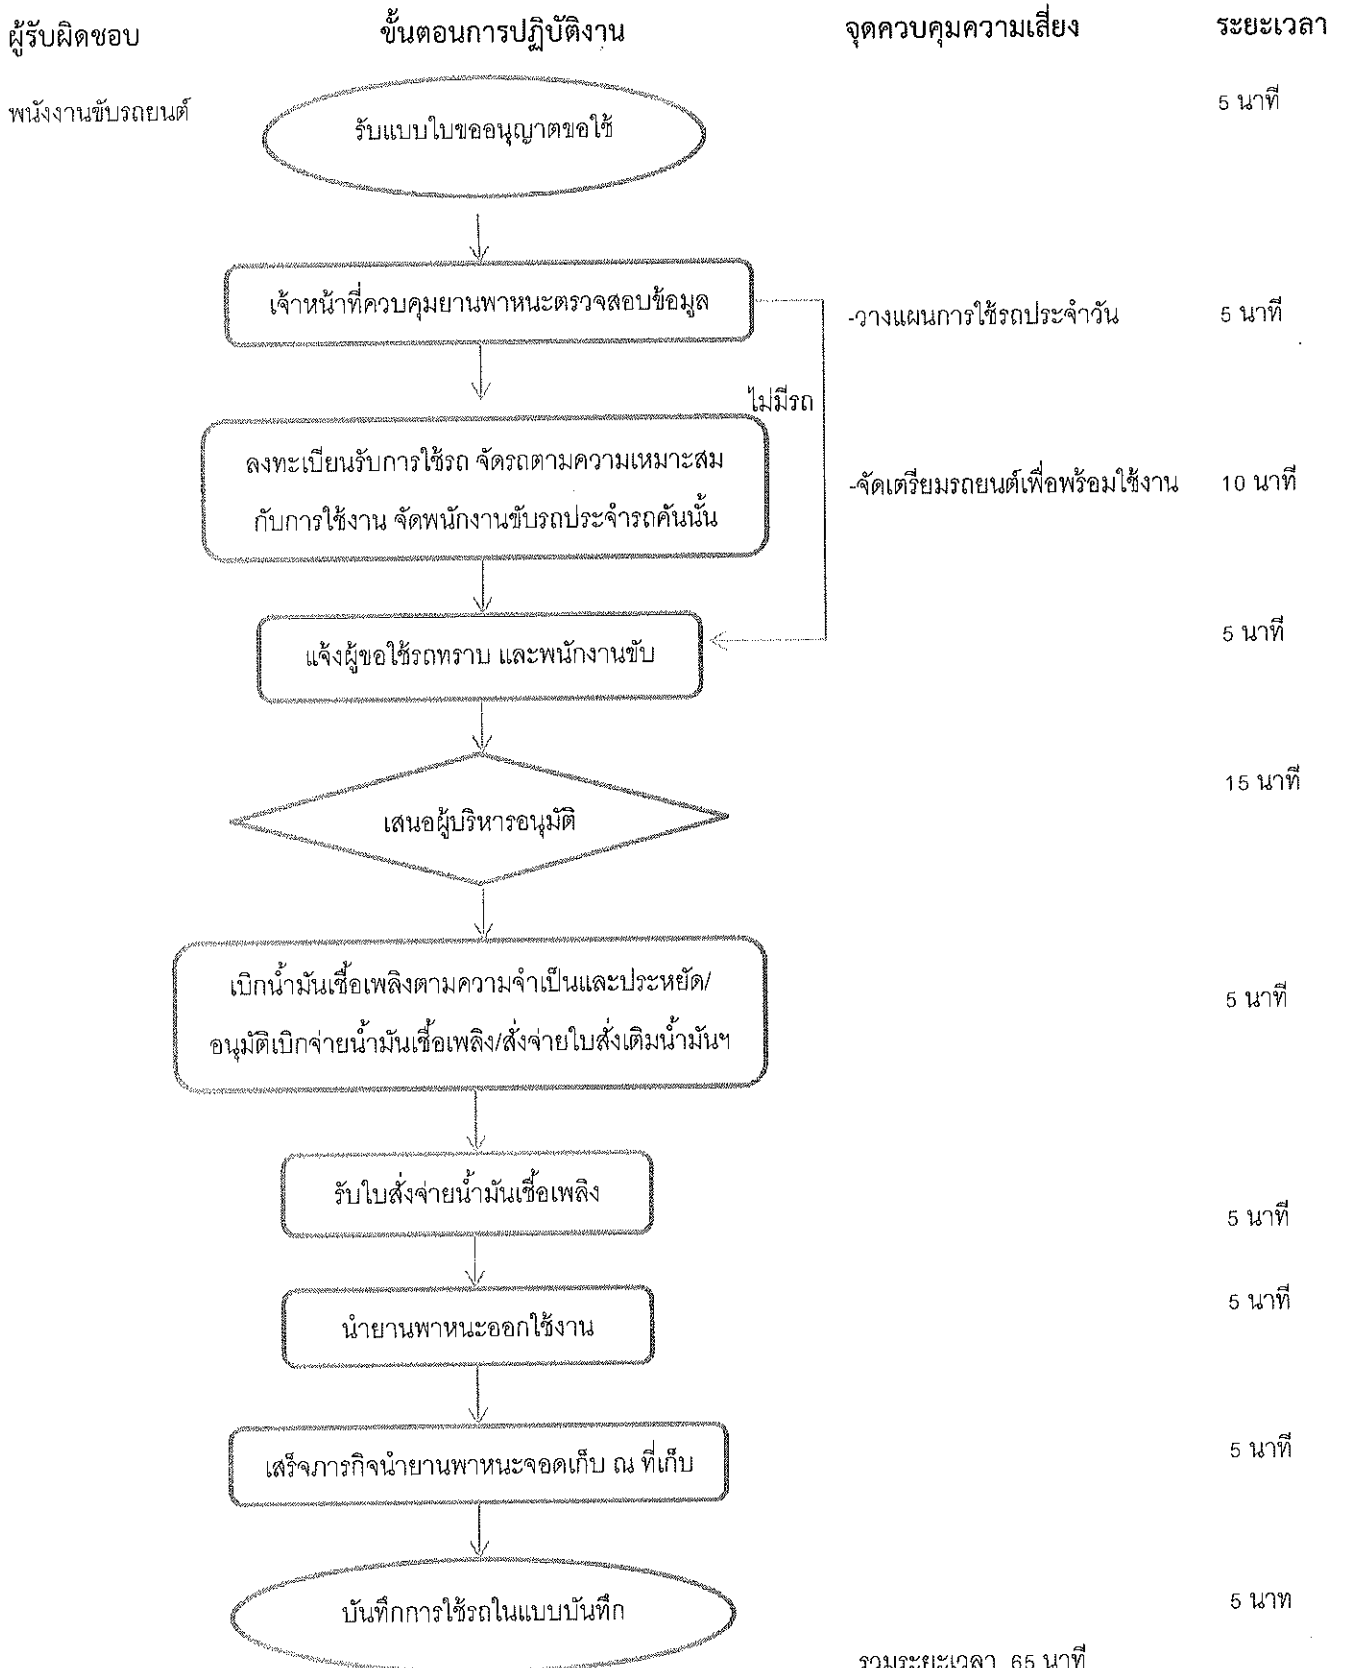 ผู้รับผิดชอบ ขั้นตอนการปฏิบัติงาน จุดควบคุมความเสี่ยง ระยะเวลา
พนังงานขับรถยนต์ รับแบบใบขออนุญาตขอใช้ 5 นาที
เจ้าหน้าที่ควบคุมยานพาหนะตรวจสอบข้อมูล -วางแผนการใช้รถประจำวัน 5 นาที
ไม่มีรถ
ลงทะเบียนรับการใช้รถ จัดรถตามความเหมาะสม
กับการใช้งาน จัดพนักงานขับรถประจำรถคันนั้น
-จัดเตรียมรถยนต์เพื่อพร้อมใช้งาน 10 นาที
แจ้งผู้ขอใช้รถทราบ และพนักงานขับ 5 นาที
เสนอผู้บริหารอนุมัติ 15 นาที
เบิกน้ำมันเชื้อเพลิงตามความจำเป็นและประหยัด/
อนุมัติเบิกจ่ายน้ำมันเชื้อเพลิง/สั่งจ่ายใบสั่งเติมน้ำมันฯ
5 นาที
รับใบสั่งจ่ายน้ำมันเชื้อเพลิง 5 นาที
นำยานพาหนะออกใช้งาน 5 นาที
เสร็จภารกิจนำยานพาหนะจอดเก็บ ณ ที่เก็บ 5 นาที
บันทึกการใช้รถในแบบบันทึก 5 นาท
รวมระยะเวลา 65 นาที